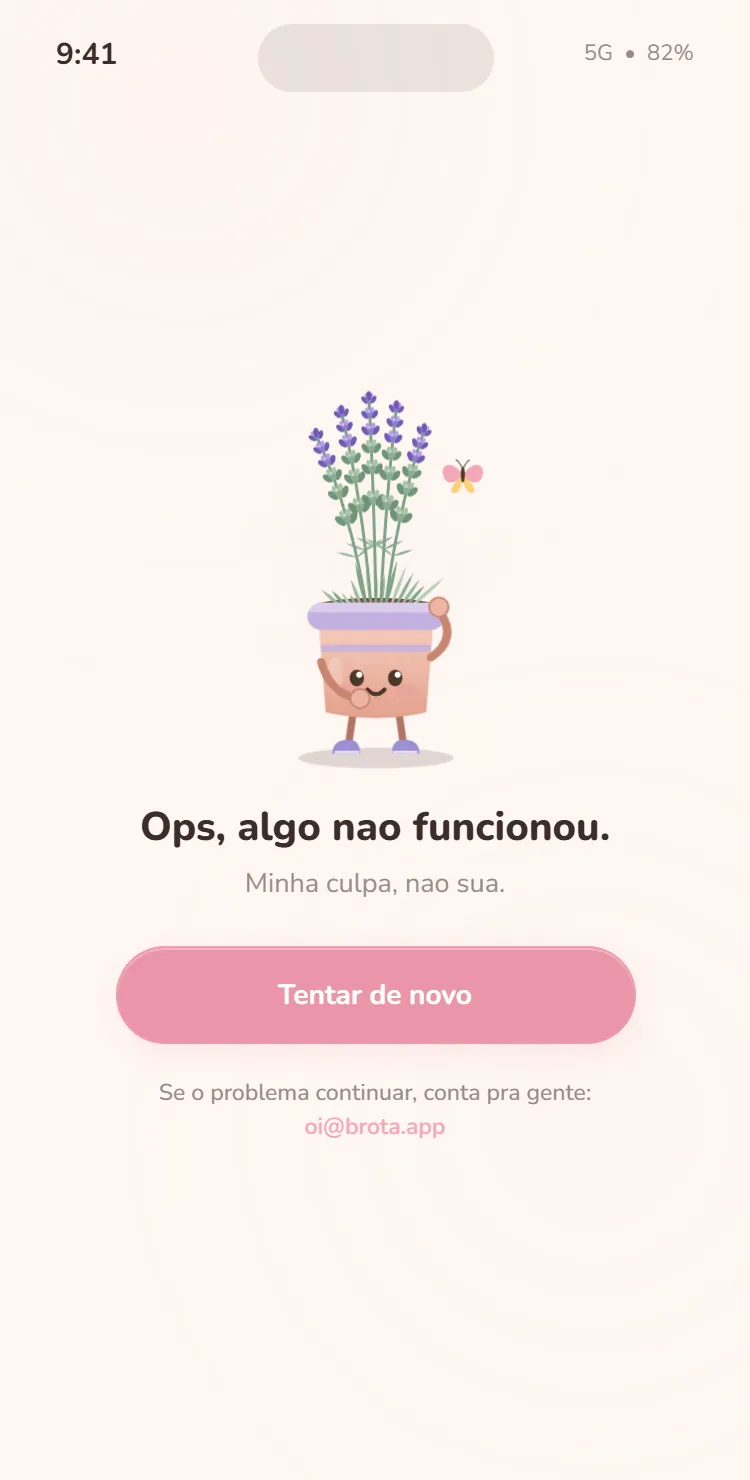 9:41
5G • 82%
Ops, algo nao funcionou.
Minha culpa, nao sua.
Tentar de novo
Se o problema continuar, conta pra gente:
oi@brota.app